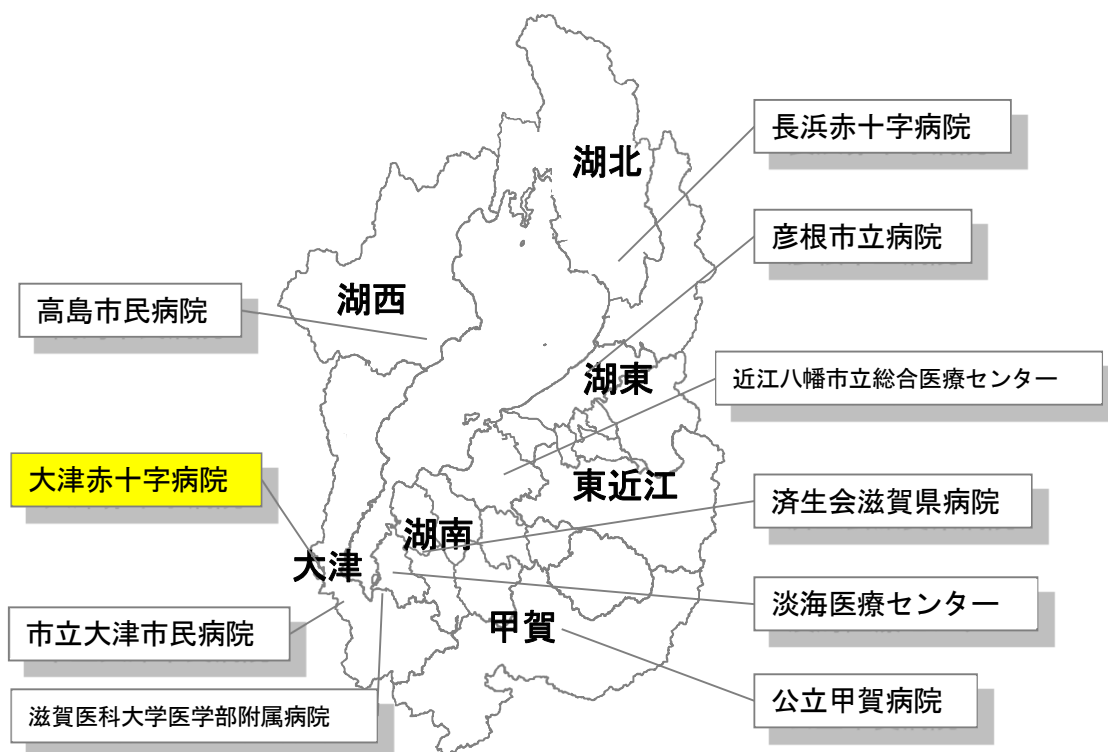 長浜赤十字病院
湖北
彦根市立病院
湖西
高島市民病院
湖東
近江八幡市立総合医療センター
大津赤十字病院
東近江
済生会滋賀県病院
湖南
大津
淡海医療センター
市立大津市民病院
甲賀
公立甲賀病院
滋賀医科大学医学部附属病院